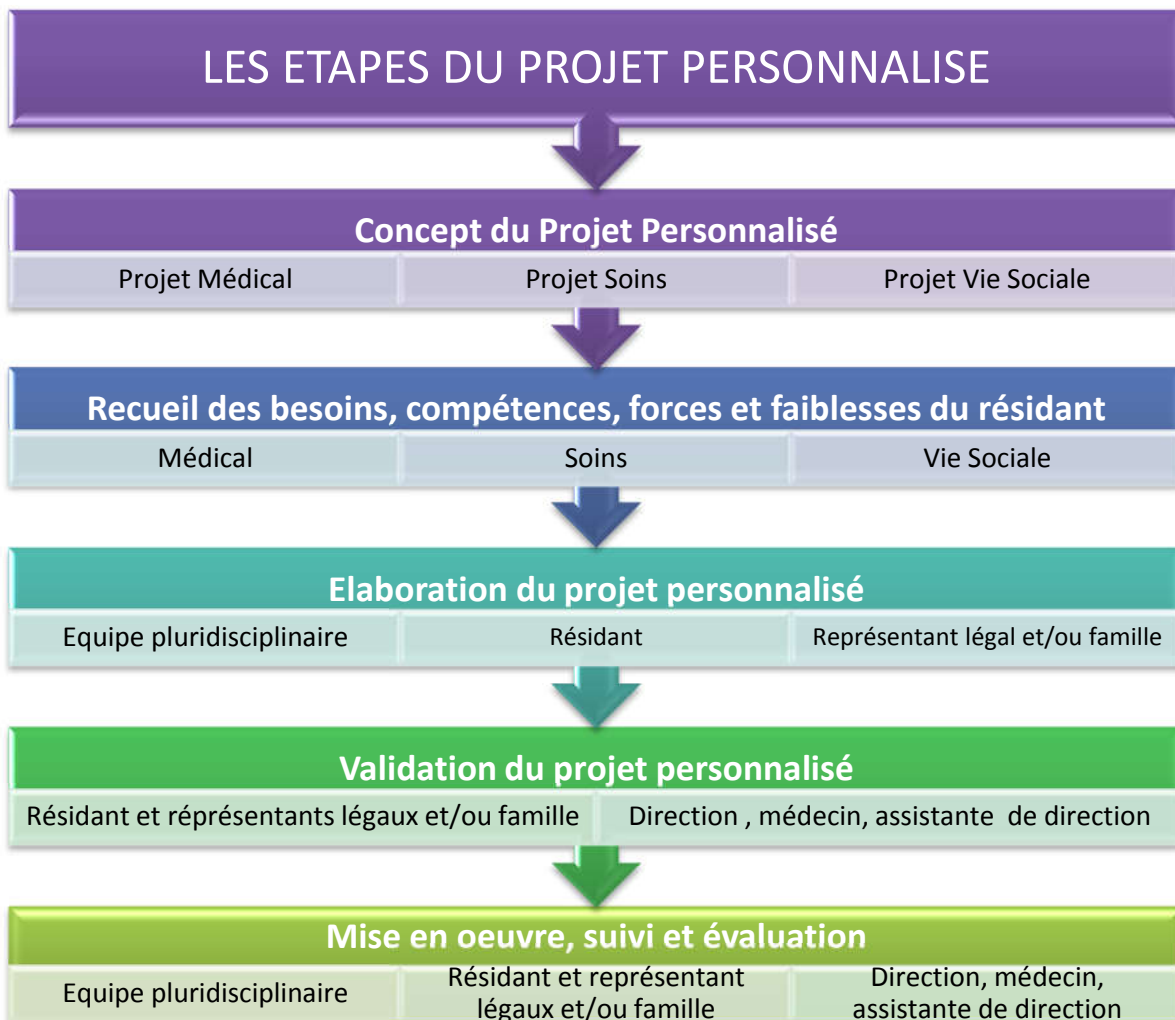 LES ETAPES DU PROJET PERSONNALISE
Concept du Projet Personnalisé
Projet Médical
Projet Soins
Projet Vie Sociale
Recueil des besoins, compétences, forces et faiblesses du résidant
Médical
Soins
Vie Sociale
Elaboration du projet personnalisé
Equipe pluridisciplinaire
Résidant
Représentant légal et/ou famille
Validation du projet personnalisé
Résidant et réprésentants légaux et/ou famille
Direction , médecin, assistante de direction
Mise en oeuvre, suivi et évaluation
Equipe pluridisciplinaire
Résidant et représentant
légaux et/ou famille
Direction, médecin,
assistante de direction